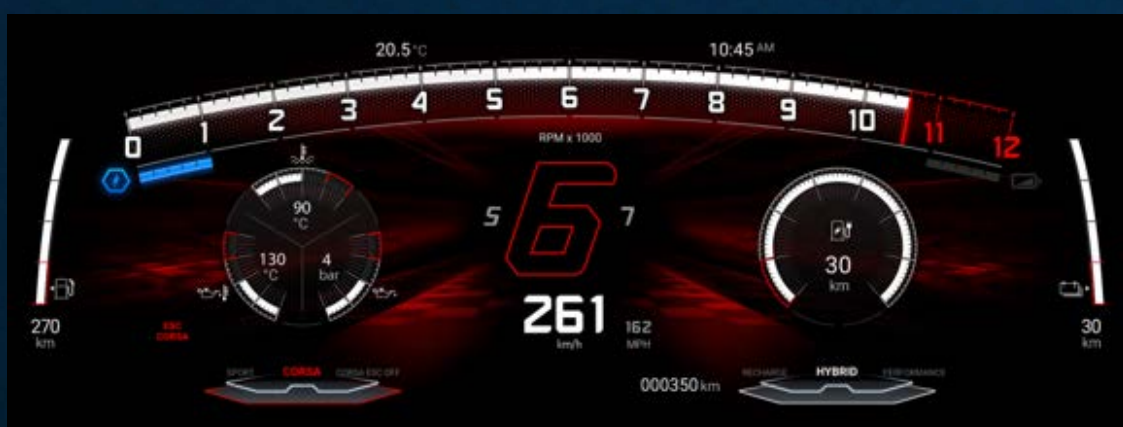 20.5 °C
10:45 AM
0 1 2 3 4 5 6 7 8 9 10 11 12
RPM x 1000
90
°C
130
°C
4
bar
5 6 7
30
km
261
km/h
162
MPH
270
km
ESC
CORSA
30
km
SPORT CORSA CORSA ESC OFF
000350 km
RECHARGE HYBRID PERFORMANCE